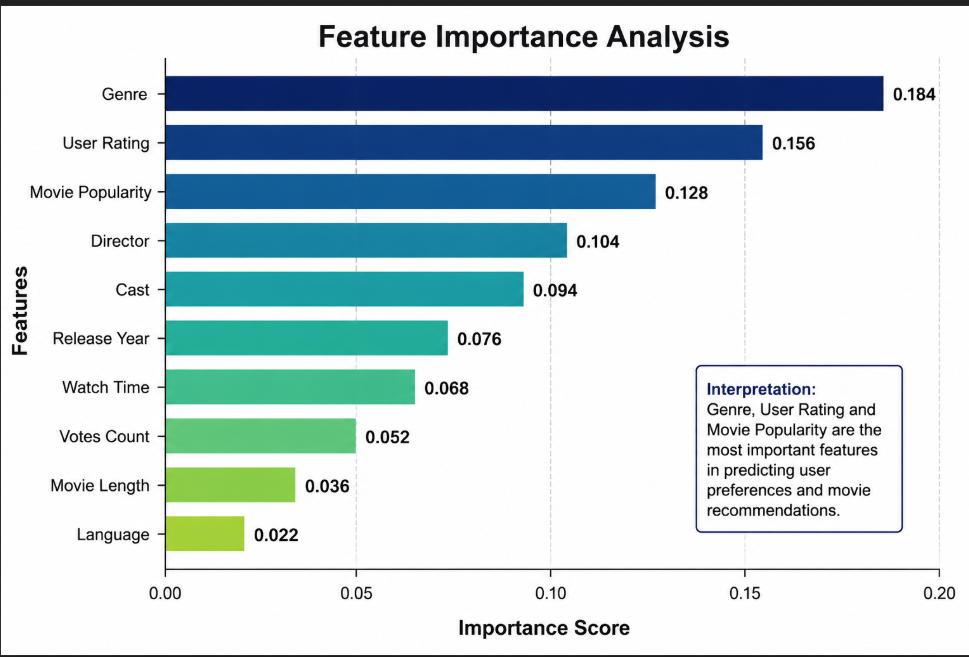 Feature Importance Analysis
Features
Genre 0.184
User Rating 0.156
Movie Popularity 0.128
Director 0.104
Cast 0.094
Release Year 0.076
Watch Time 0.068
Votes Count 0.052
Movie Length 0.036
Language 0.022
Interpretation:
Genre, User Rating and
Movie Popularity are the
most important features
in predicting user
preferences and movie
recommendations.
0.00 0.05 0.10 0.15 0.20
Importance Score